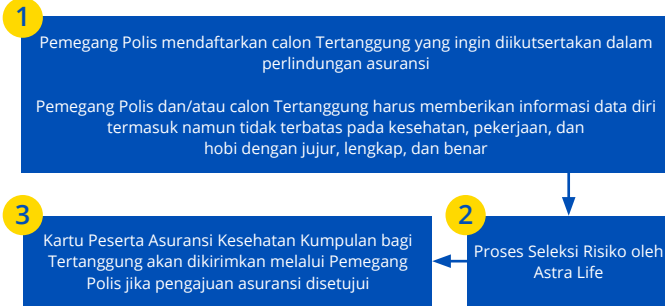 1
Pemegang Polis mendaftarkan calon Tertanggung yang ingin diikutsertakan dalam
perlindungan asuransi
Pemegang Polis dan/atau calon Tertanggung harus memberikan informasi data diri
termasuk namun tidak terbatas pada kesehatan, pekerjaan, dan
hobi dengan jujur, lengkap, dan benar
2
Proses Seleksi Risiko oleh
Astra Life
3
Kartu Peserta Asuransi Kesehatan Kumpulan bagi
Tertanggung akan dikirimkan melalui Pemegang
Polis jika pengajuan asuransi disetujui